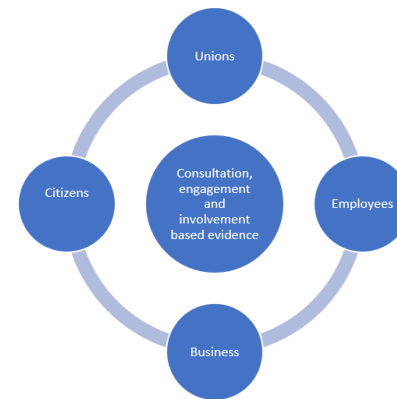 Unions
Citizens
Consultation,
engagement
and
involvement
based evidence
Employees
Business